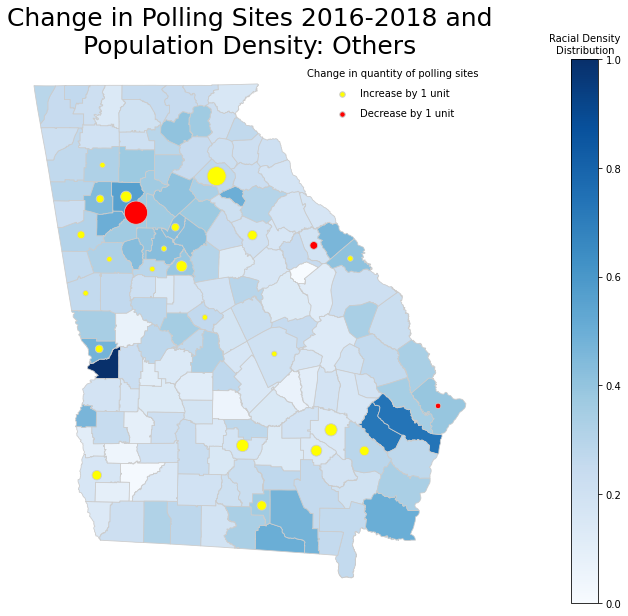 Change in Polling Sites 2016-2018 and
Population Density: Others
Racial Density
Distribution
Change in quantity of polling sites
Increase by 1 unit
Decrease by 1 unit
1.0
0.8
0.6
0.4
0.2
0.0